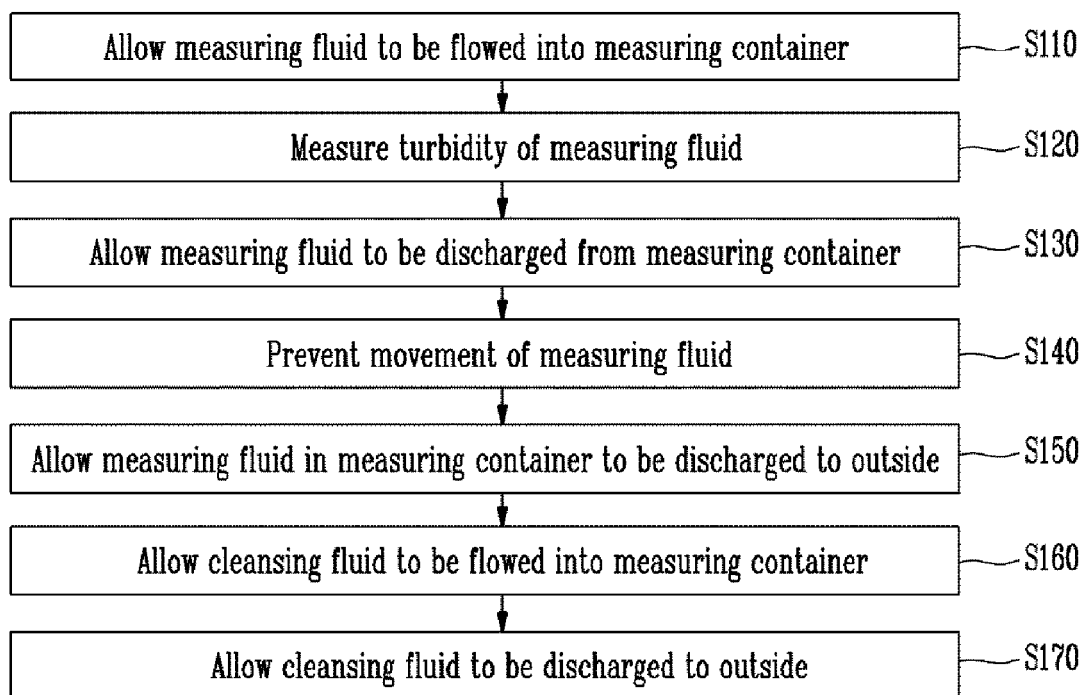 Allow measuring fluid to be flowed into measuring container S110
Measure turbidity of measuring fluid S120
Allow measuring fluid to be discharged from measuring container S130
Prevent movement of measuring fluid S140
Allow measuring fluid in measuring container to be discharged to outside S150
Allow cleansing fluid to be flowed into measuring container S160
Allow cleansing fluid to be discharged to outside S170